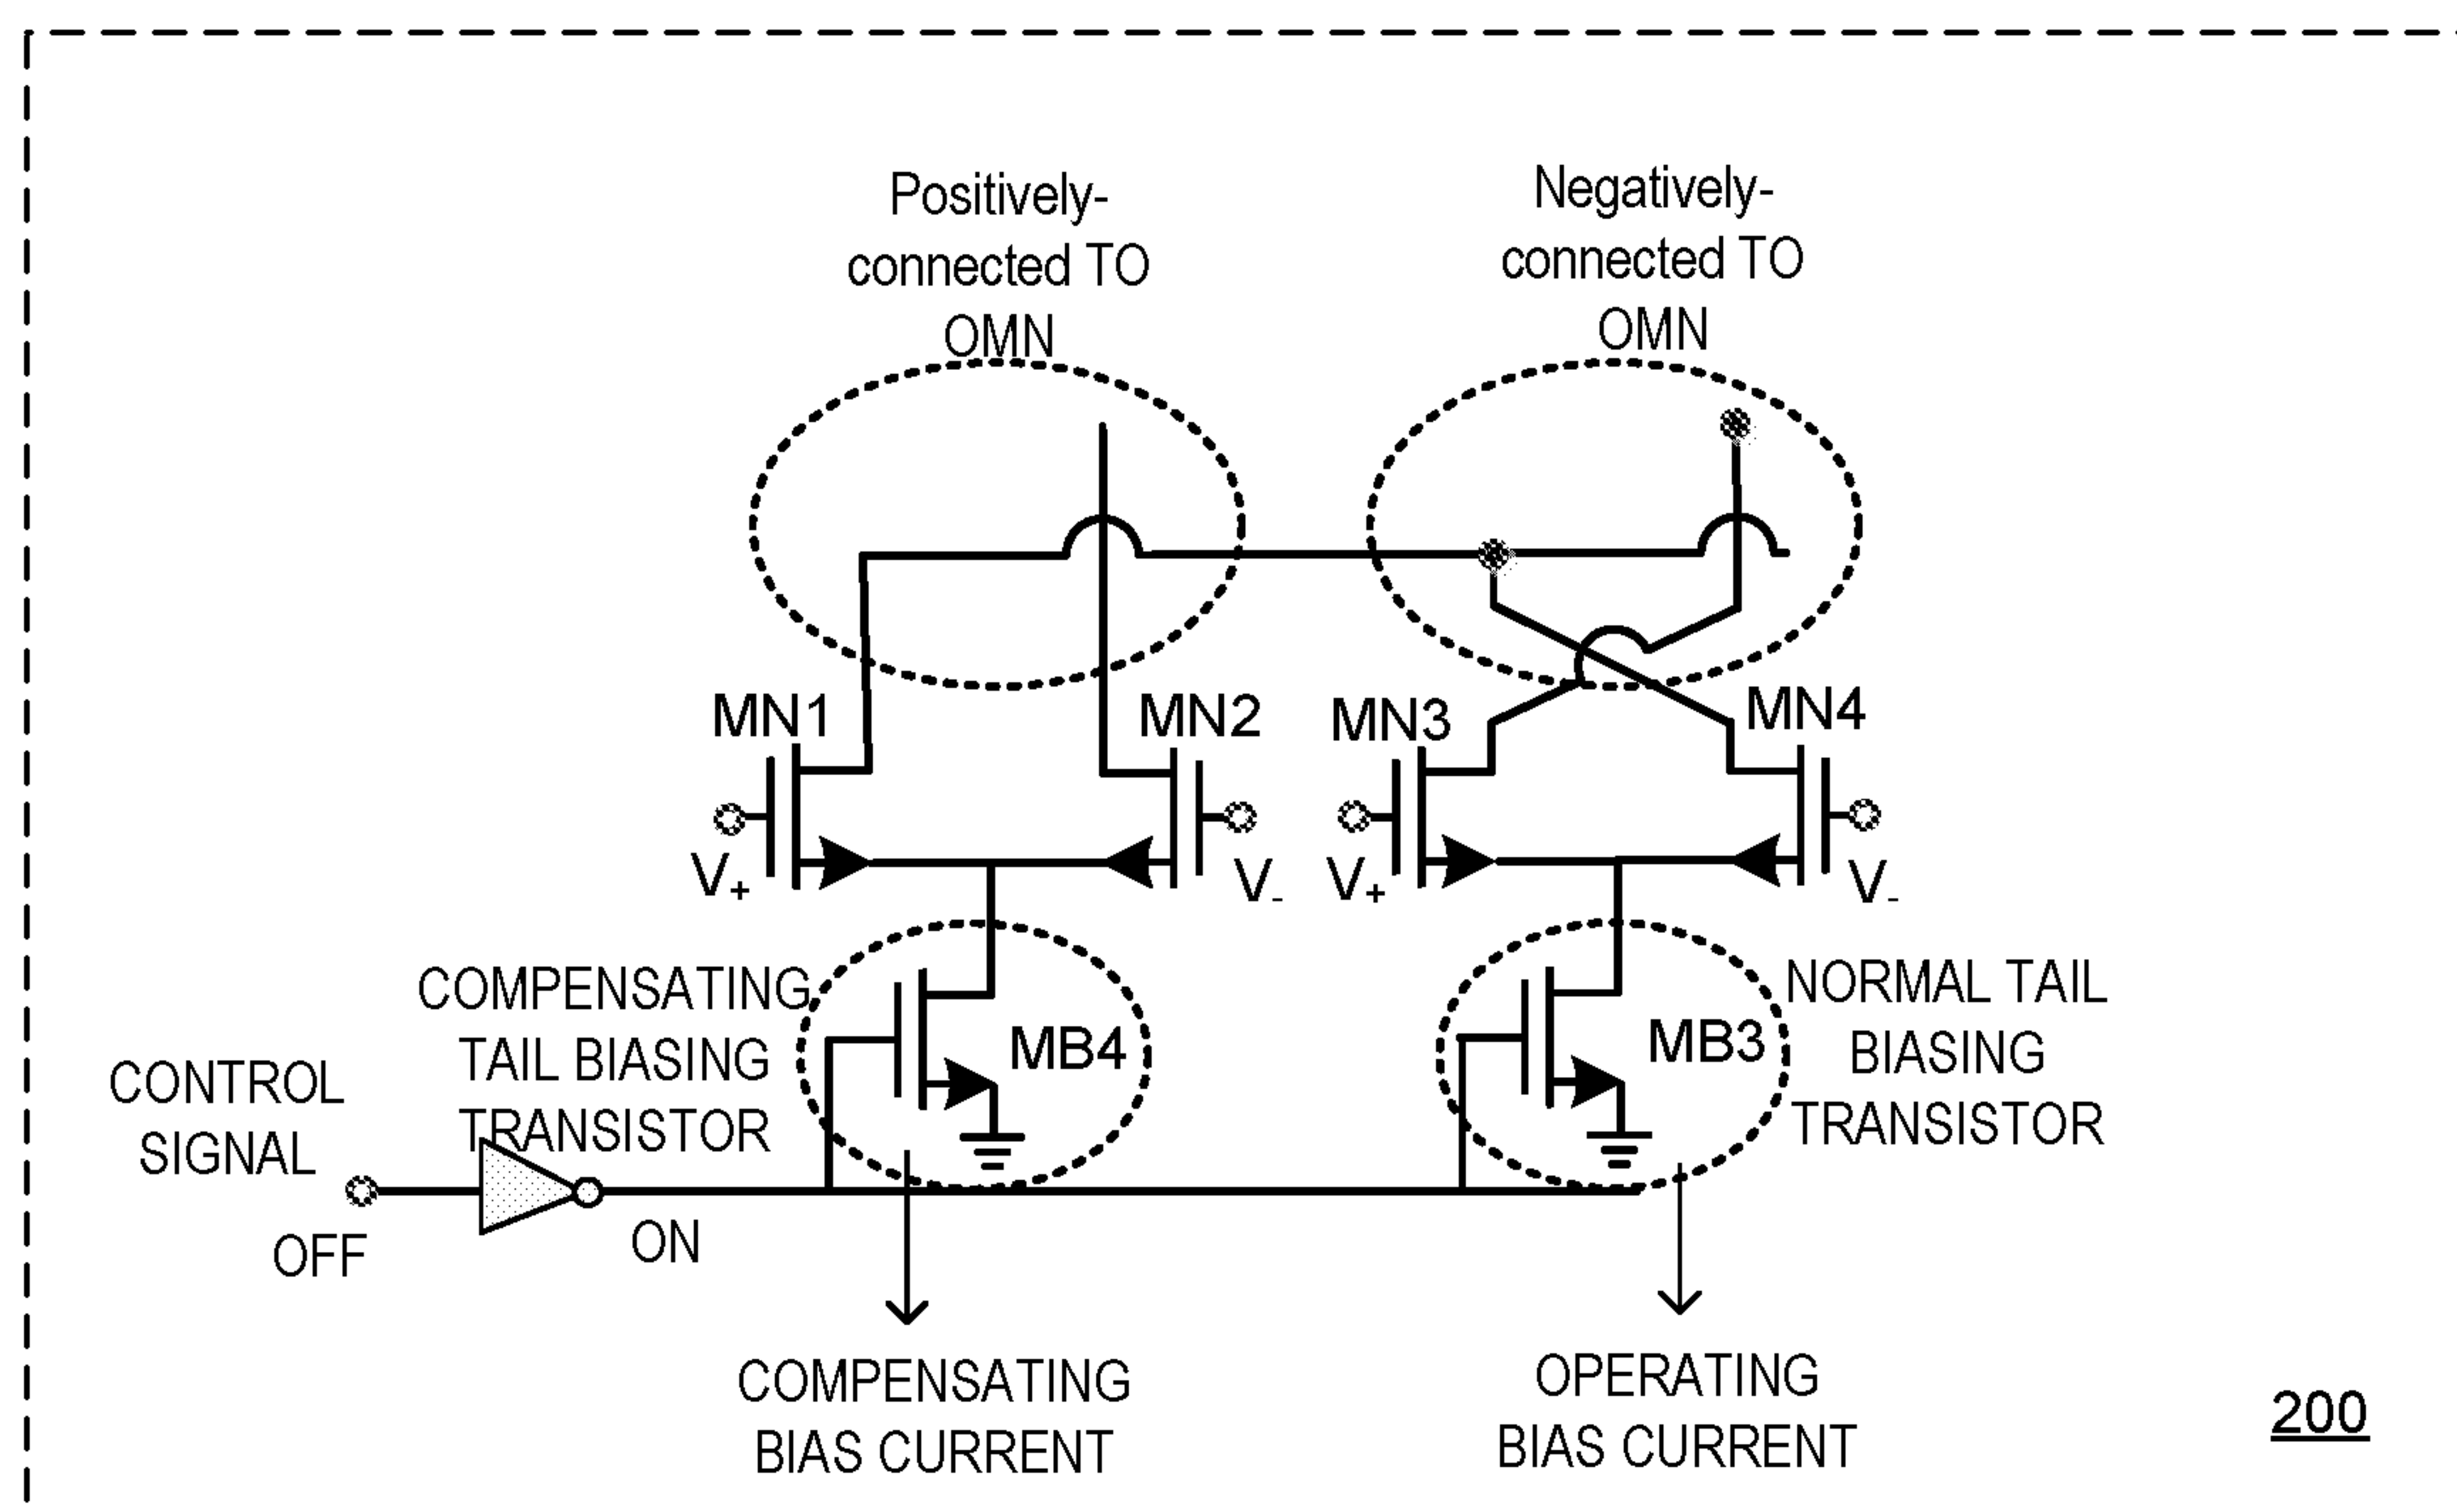 Positively-
connected TO
OMN
Negatively-
connected TO
OMN
MN1
MN2
MN3
MN4
V+
V-
V+
V-
COMPENSATING
TAIL BIASING
TRANSISTOR
MB4
MB3
NORMAL TAIL
BIASING
TRANSISTOR
CONTROL
SIGNAL
OFF
ON
COMPENSATING
BIAS CURRENT
OPERATING
BIAS CURRENT
200